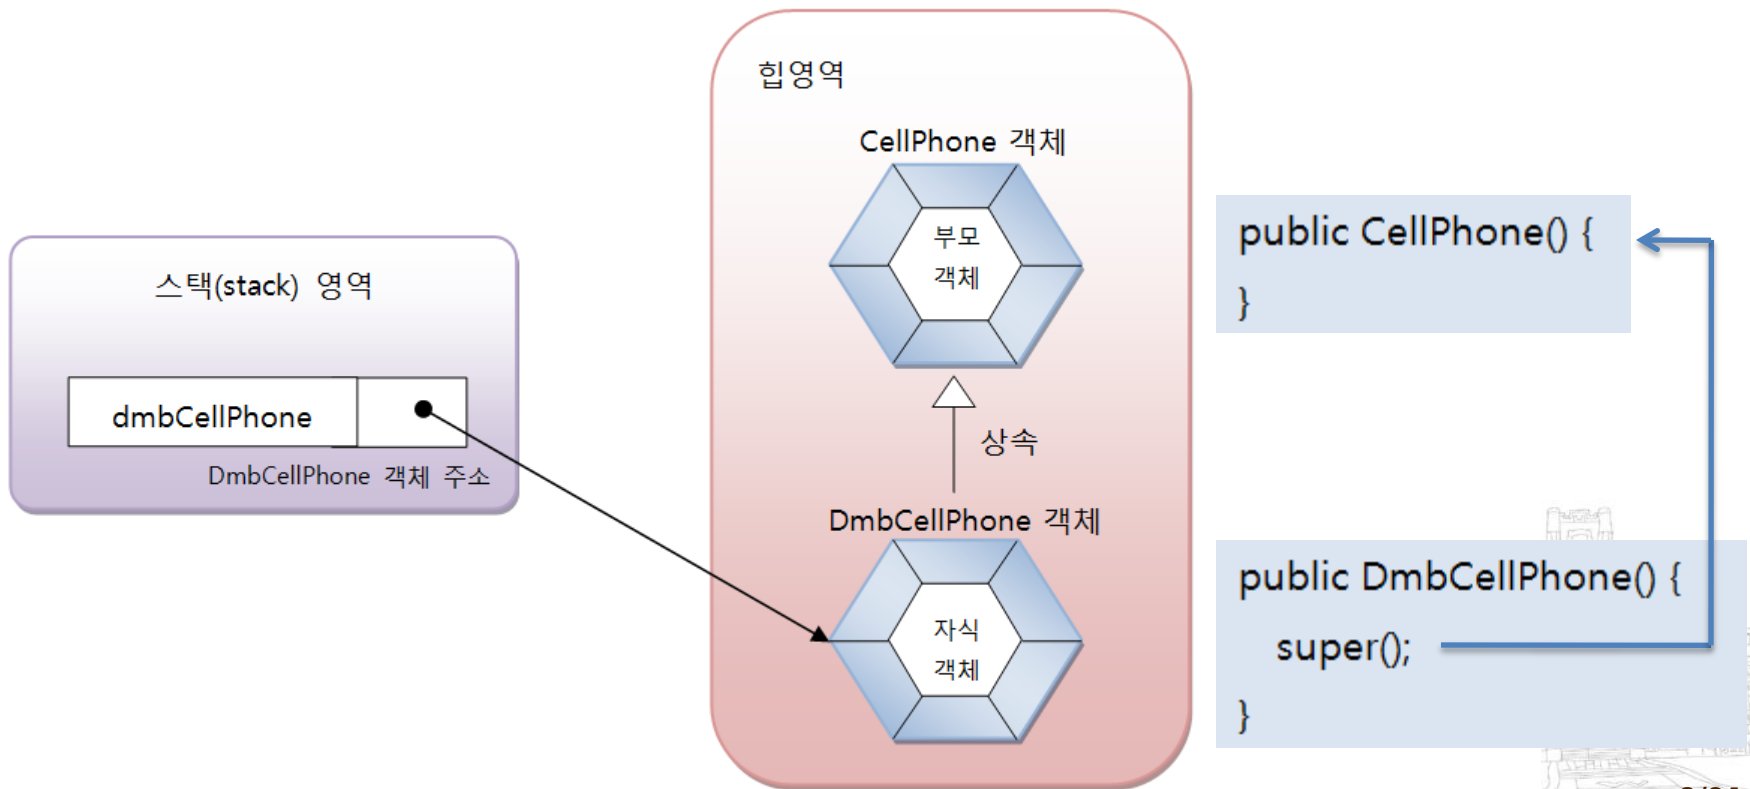 힙영역
CellPhone 객체
부모
객체
public CellPhone() {
}
스택(stack) 영역
dmbCellPhone
DmbCellPhone 객체 주소
상속
DmbCellPhone 객체
자식
객체
public DmbCellPhone() {
super();
}